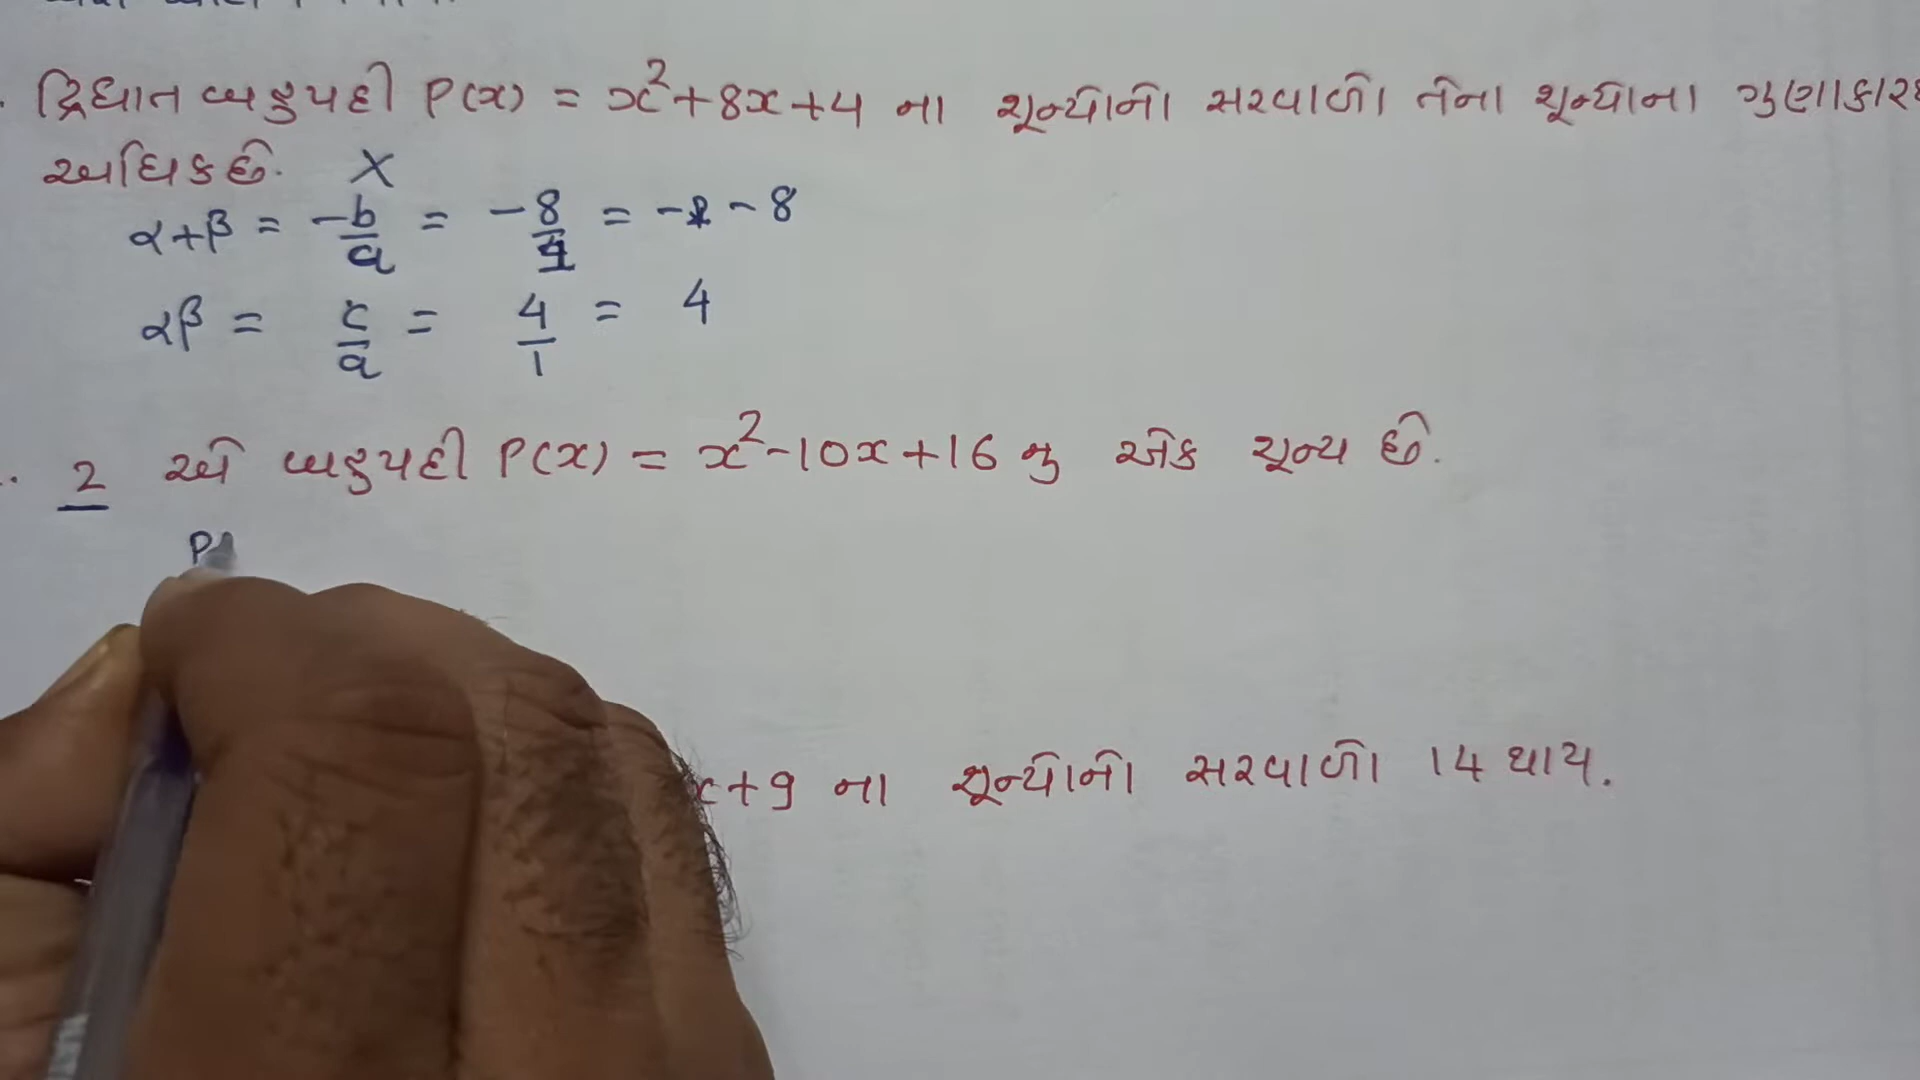 દ્વિઘાત બહુપદી P(x) = x²+8x+4 ના શૂન્યોનો સરવાળો તેના શૂન્યોના
અધિક છે. X
α+β = -b/a = -8/1 = - 8
αβ = c/a = 4/1 = 4
2 એ બહુપદી P(x) = x²-10x+16 નુ એક શૂન્ય છે.
P
x+9 ના શૂન્યોનો સરવાળો 14 થાય.